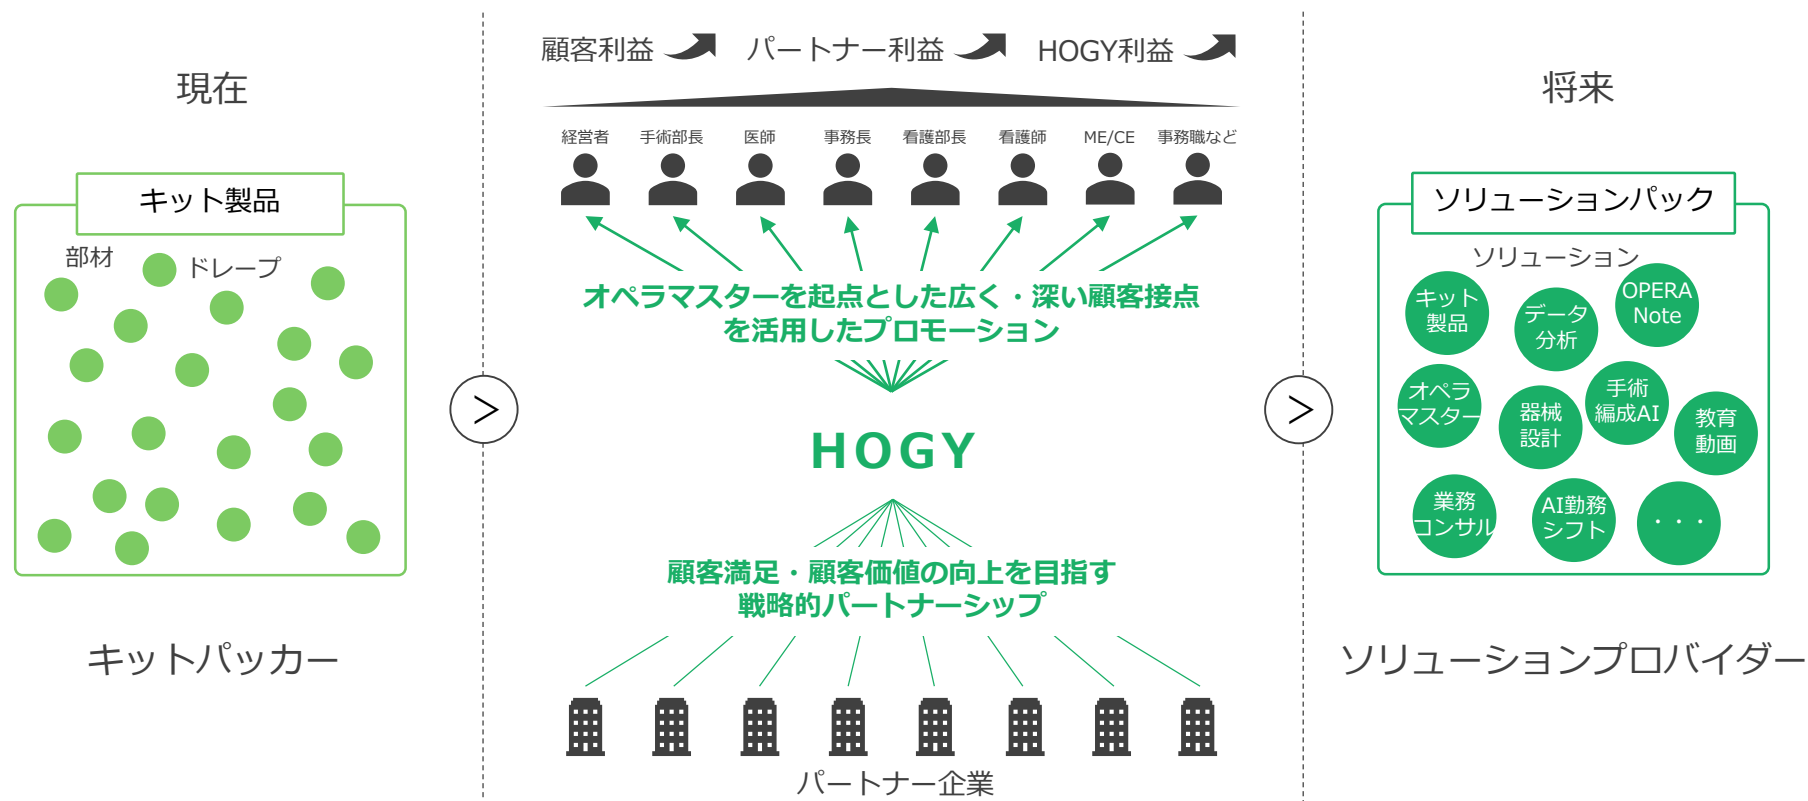 現在
キット製品
部材
ドレープ
キットパッカー
>
顧客利益
パートナー利益
HOGY利益
経営者
手術部長
医師
事務長
看護部長
看護師
ME/CE
事務職など
オペラマスターを起点とした広く・深い顧客接点
を活用したプロモーション
HOGY
顧客満足・顧客価値の向上を目指す
戦略的パートナーシップ
パートナー企業
>
将来
ソリューションパック
ソリューション
キット
製品
データ
分析
OPERA
Note
オペラ
マスター
器械
設計
手術
編成AI
教育
動画
業務
コンサル
AI勤務
シフト
・・・
ソリューションプロバイダー